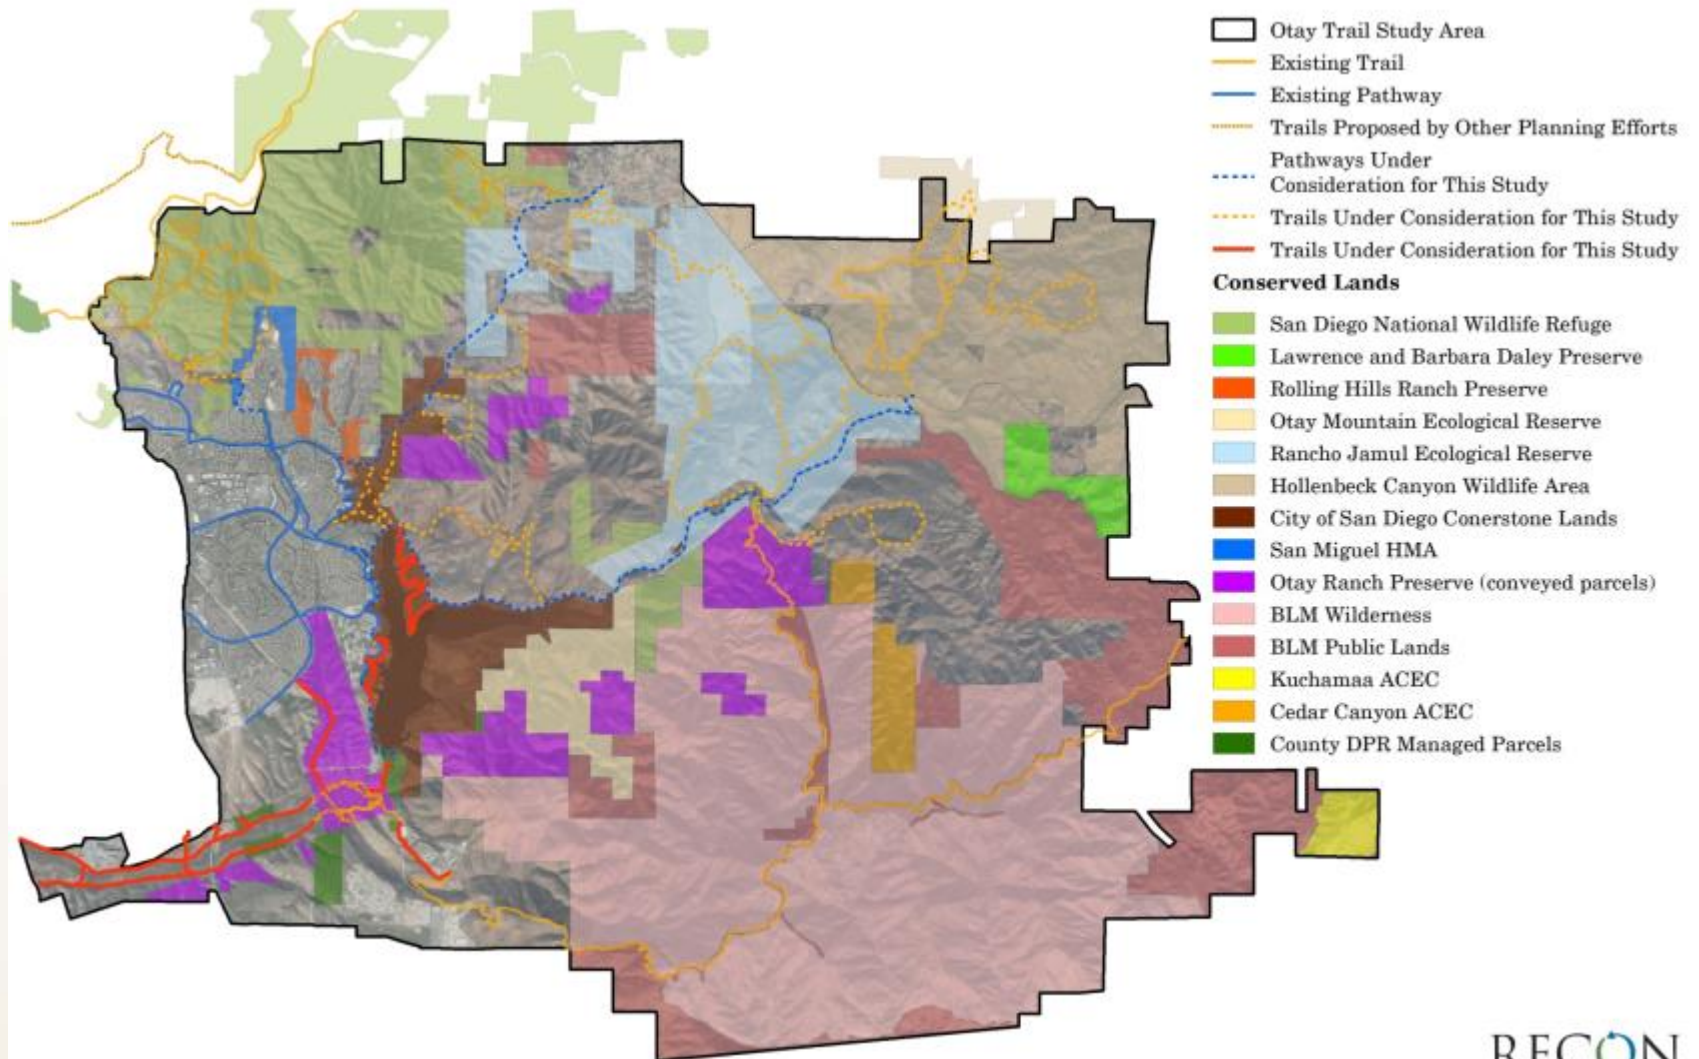 Otay Trail Study Area
Existing Trail
Existing Pathway
Trails Proposed by Other Planning Efforts
Pathways Under
Consideration for This Study
Trails Under Consideration for This Study
Trails Under Consideration for This Study
Conserved Lands
San Diego National Wildlife Refuge
Lawrence and Barbara Daley Preserve
Rolling Hills Ranch Preserve
Otay Mountain Ecological Reserve
Rancho Jamul Ecological Reserve
Hollenbeck Canyon Wildlife Area
City of San Diego Conerstone Lands
San Miguel HMA
Otay Ranch Preserve (conveyed parcels)
BLM Wilderness
BLM Public Lands
Kuchamaa ACEC
Cedar Canyon ACEC
County DPR Managed Parcels
RECON